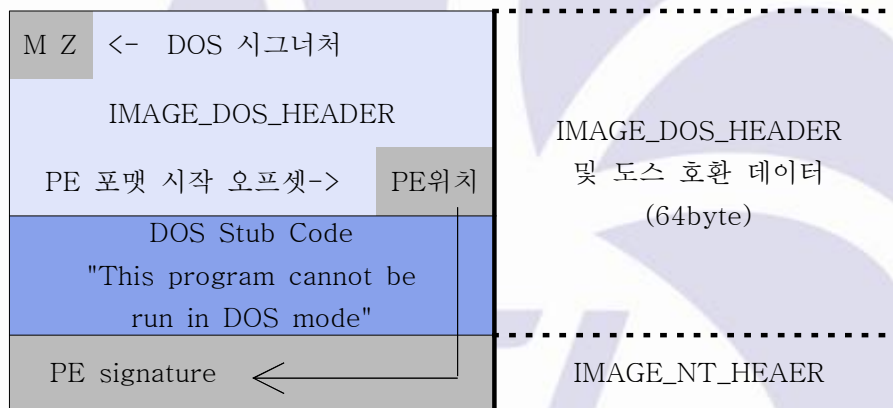 M Z <- DOS 시그너처
IMAGE_DOS_HEADER
PE 포맷 시작 오프셋-> PE위치
DOS Stub Code
"This program cannot be
run in DOS mode"
PE signature
IMAGE_DOS_HEADER
및 도스 호환 데이터
(64byte)
IMAGE_NT_HEAER